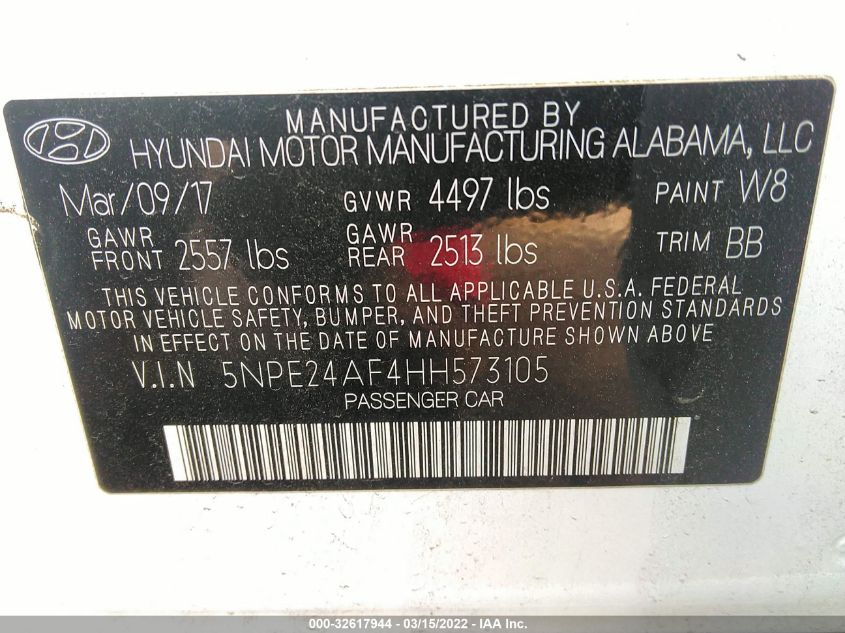 MANUFACTURED BY
HYUNDAI MOTOR MANUFACTURING ALABAMA, LLC
Mar/09/17 GVWR 4497 lbs PAINT W8
GAWR FRONT 2557 lbs GAWR REAR 2513 lbs TRIM BB
THIS VEHICLE CONFORMS TO ALL APPLICABLE U.S.A. FEDERAL
MOTOR VEHICLE SAFETY, BUMPER, AND THEFT PREVENTION STANDARDS
IN EFFECT ON THE DATE OF MANUFACTURE SHOWN ABOVE
V.I.N 5NPE24AF4HH573105
PASSENGER CAR
000-32617944 - 03/15/2022 - IAA Inc.